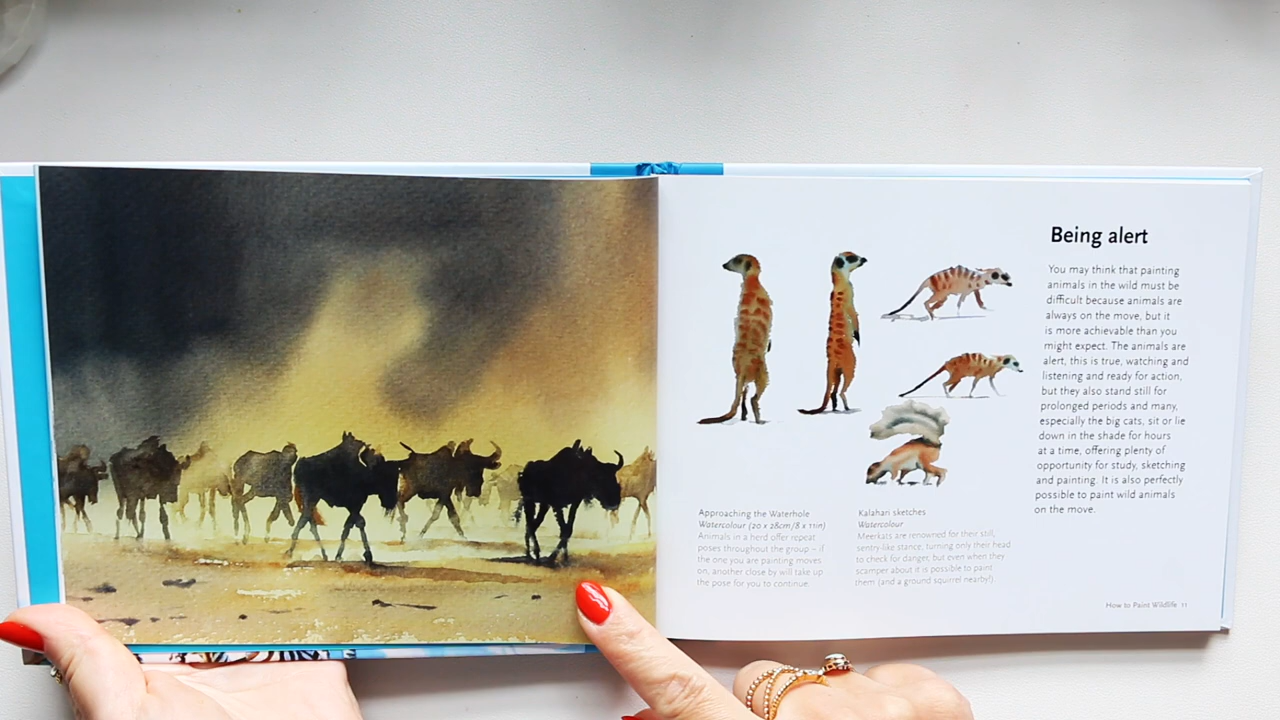 Being alert
You may think that painting
animals in the wild must be
difficult because animals are
always on the move, but it
is more achievable than you
might expect. The animals are
alert, this is true, watching and
listening and ready for action,
but they also stand still for
prolonged periods and many,
especially the big cats, sit or lie
down in the shade for hours
at a time, offering plenty of
opportunity for study, sketching
and painting. It is also perfectly
possible to paint wild animals
on the move.
Approaching the Waterhole
Watercolour (20 x 28cm/8 x 11in)
Animals in a herd offer repeat
poses throughout the group – if
the one you are painting moves
on, another close by will take up
the pose for you to continue.
Kalahari sketches
Watercolour
Meerkats are renowned for their still,
sentry-like stance, turning only their head
to check for danger, but even when they
scamper about it is possible to paint
them (and a ground squirrel nearby!)
How to Paint Wildlife 11